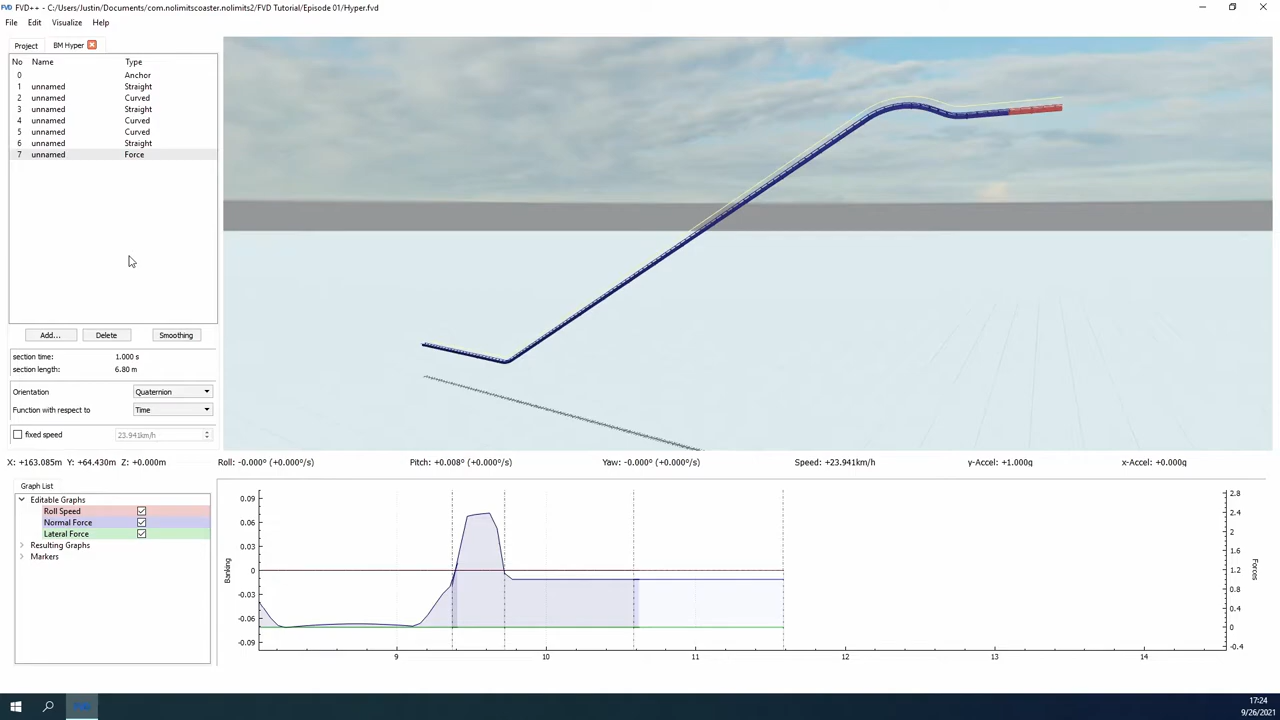 FVD++ - C:/Users/Justin/Documents/com.nolimitscoaster.nolimits2/FVD Tutorial/Episode 01/Hyper.fvd
File Edit Visualize Help
Project BM Hyper
No Name Type
0 Anchor
1 unnamed Straight
2 unnamed Curved
3 unnamed Straight
4 unnamed Curved
5 unnamed Curved
6 unnamed Straight
7 unnamed Force
Add... Delete Smoothing
section time: 1.000 s
section length: 6.80 m
Orientation Quaternion
Function with respect to Time
fixed speed 23.941km/h
X: +163.085m Y: +64.430m Z: +0.000m Roll: -0.000° (+0.000°/s) Pitch: +0.008° (+0.000°/s) Yaw: -0.000° (+0.000°/s) Speed: +23.941km/h y-Accel: +1.000g x-Accel: +0.000g
Graph List
Editable Graphs
Roll Speed
Normal Force
Lateral Force
Resulting Graphs
Markers
Banking
0.09
0.06
0.03
0
-0.03
-0.06
-0.09
9 10 11 12 13 14
2.8
2.4
2
1.6
1.2
0.8
0.4
0
-0.4
Forces
17:24
9/26/2021